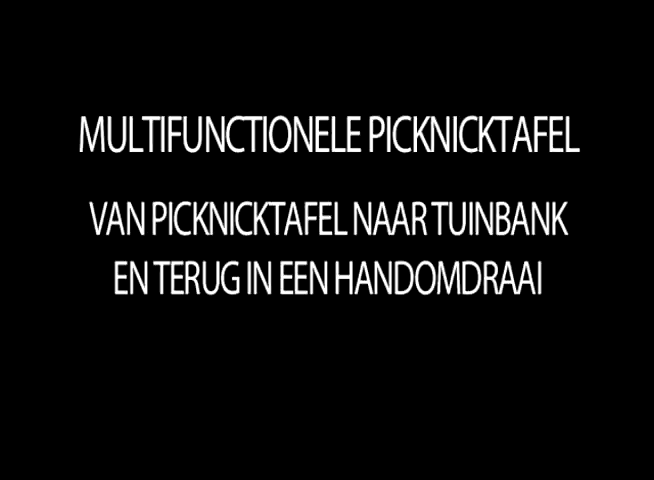 MULTIFUNCTIONELE PICKNICKTAFEL
VAN PICKNICKTAFEL NAAR TUINBANK
EN TERUG IN EEN HANDOMDRAAI